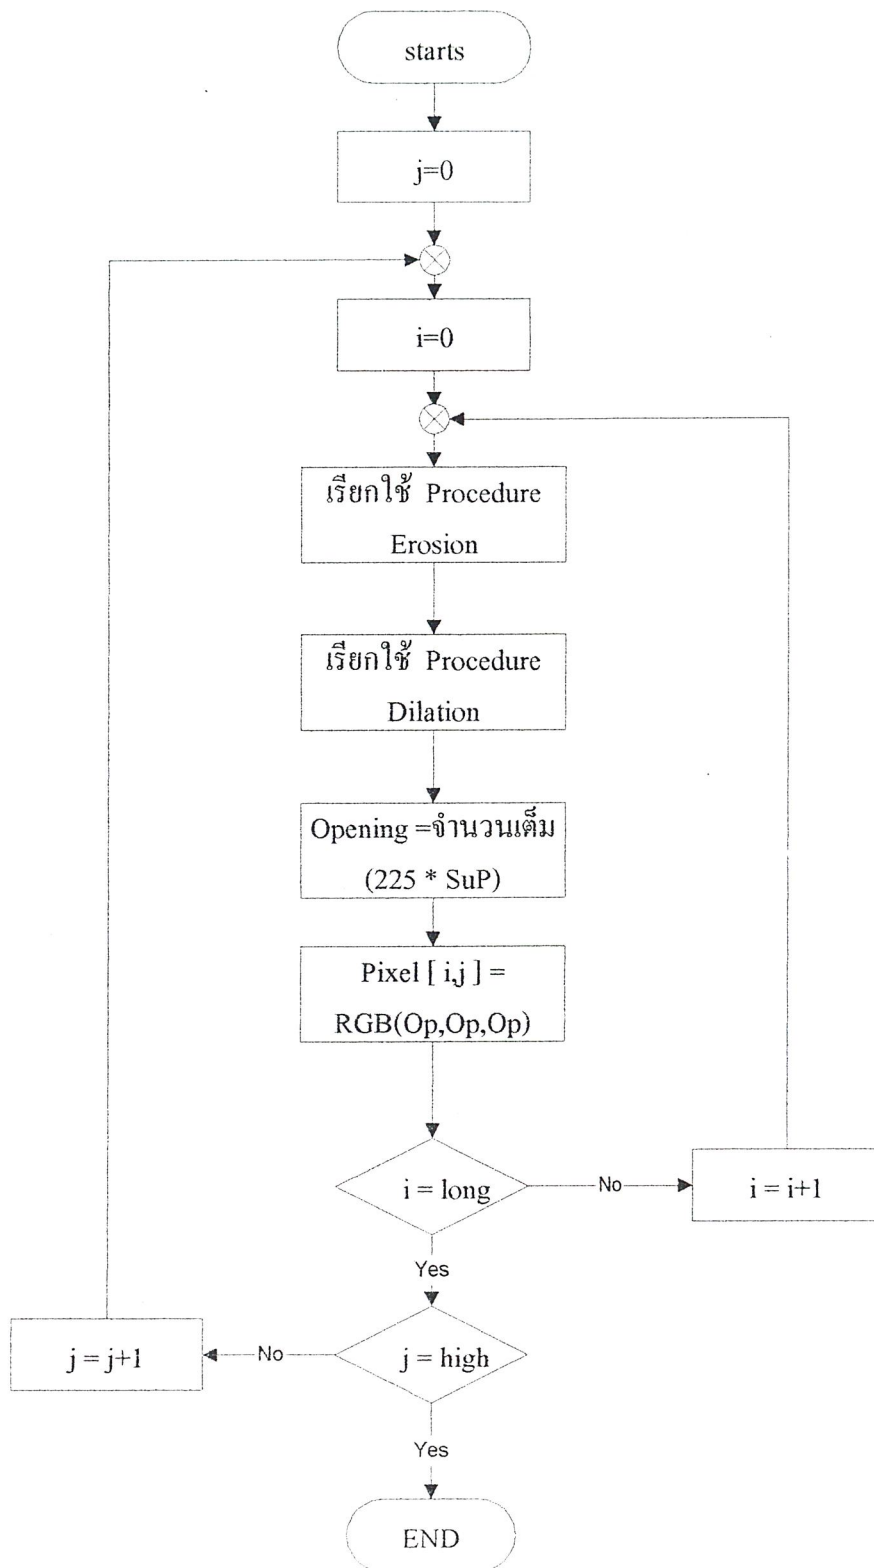 starts
j=0
i=0
เรียกใช้ Procedure
Erosion
เรียกใช้ Procedure
Dilation
Opening =จำนวนเต็ม
(225 * SuP)
Pixel [ i,j ] =
RGB(Op,Op,Op)
i = long
No
i = i+1
Yes
j = j+1
No
j = high
Yes
END